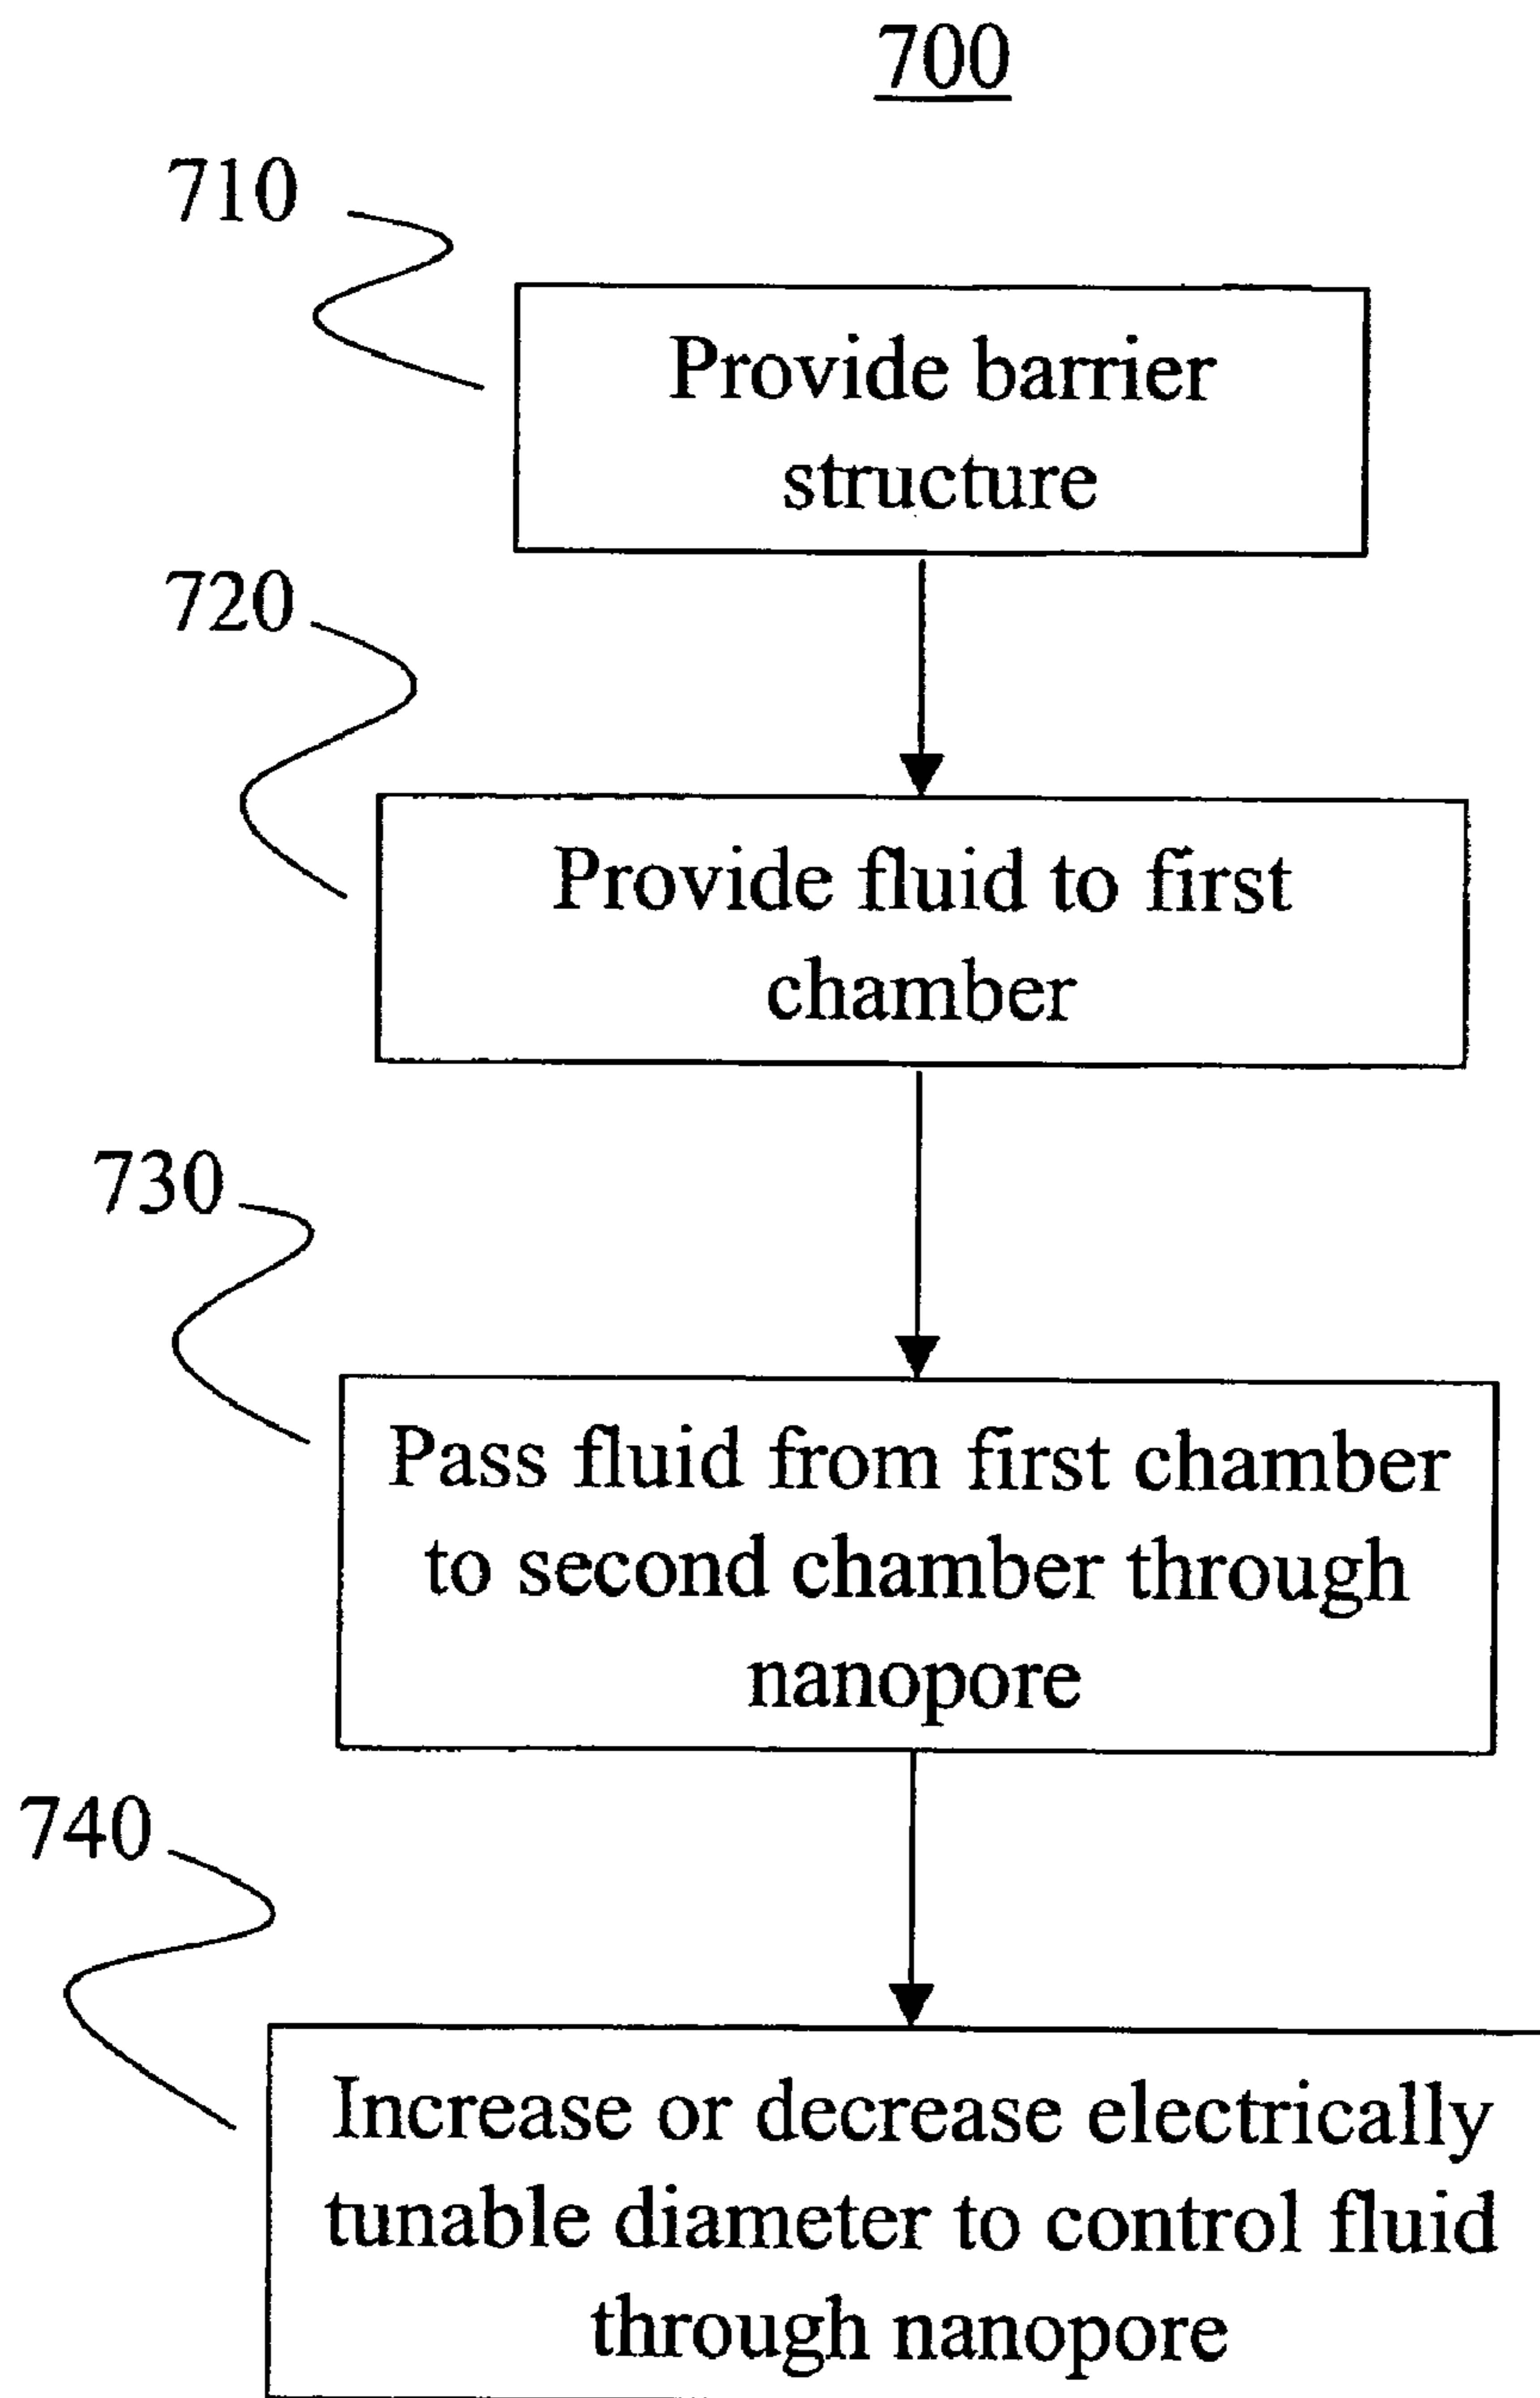 700
710
Provide barrier
structure
720
Provide fluid to first
chamber
730
Pass fluid from first chamber
to second chamber through
nanopore
740
Increase or decrease electrically
tunable diameter to control fluid
through nanopore